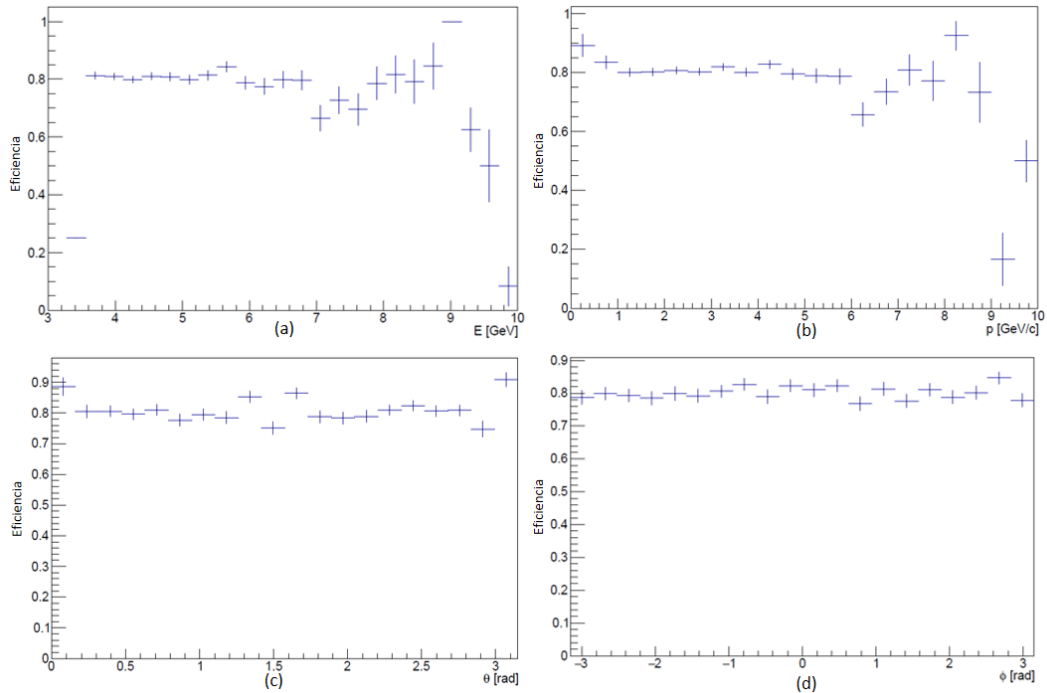 1
0.8
0.6
0.4
0.2
0
Eficiencia
3 4 5 6 7 8 9 10
E [GeV]
(a)
1
0.8
0.6
0.4
0.2
0
Eficiencia
0 1 2 3 4 5 6 7 8 9 10
p [GeV/c]
(b)
0.9
0.8
0.7
0.6
0.5
0.4
0.3
0.2
0.1
0
Eficiencia
0 0.5 1 1.5 2 2.5 3
θ [rad]
(c)
0.9
0.8
0.7
0.6
0.5
0.4
0.3
0.2
0.1
0
Eficiencia
−3 −2 −1 0 1 2 3
ϕ [rad]
(d)